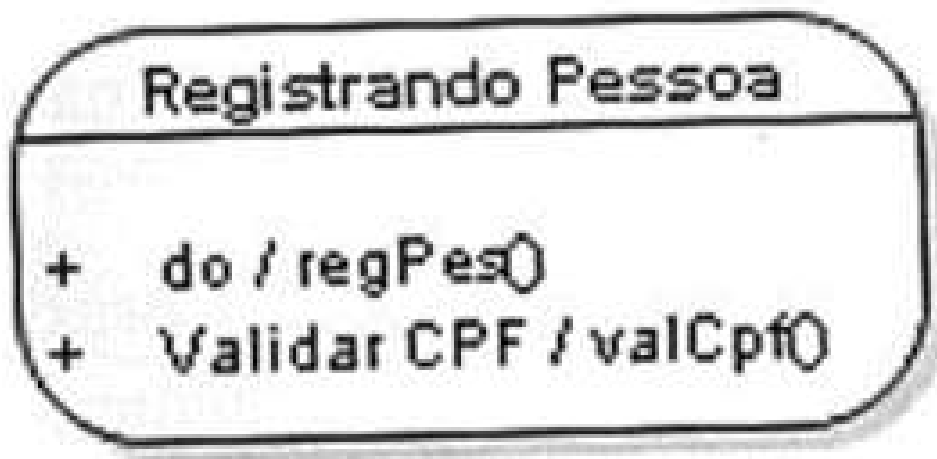 Registrando Pessoa
+ do / regPes()
+ Validar CPF / valCpf()